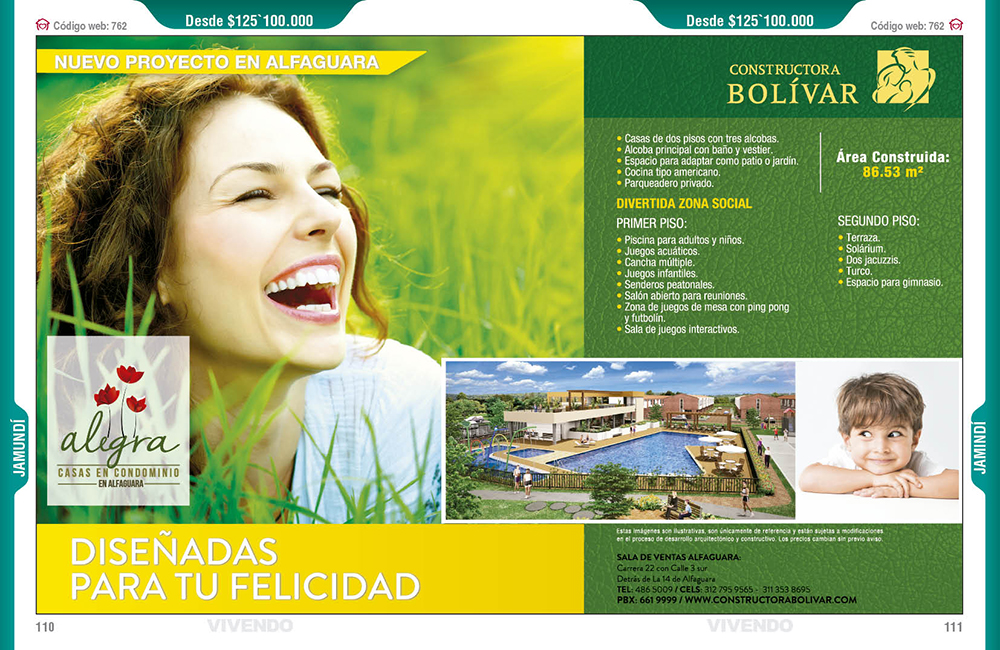 Código web: 762
Desde $125`100.000
Desde $125`100.000
Código web: 762
NUEVO PROYECTO EN ALFAGUARA
CONSTRUCTORA
BOLÍVAR
• Casas de dos pisos con tres alcobas.
• Alcoba principal con baño y vestier.
• Espacio para adaptar como patio o jardín.
• Cocina tipo americano.
• Parqueadero privado.
Área Construida:
86.53 m²
DIVERTIDA ZONA SOCIAL
PRIMER PISO:
• Piscina para adultos y niños.
• Juegos acuáticos.
• Cancha múltiple.
• Juegos infantiles.
• Senderos peatonales.
• Salón abierto para reuniones.
• Zona de juegos de mesa con ping pong
y futbolín.
• Sala de juegos interactivos.
SEGUNDO PISO:
• Terraza.
• Solárium.
• Dos jacuzzis.
• Turco.
• Espacio para gimnasio.
alegra
CASAS EN CONDOMINIO
EN ALFAGUARA
JAMUNDÍ
JAMINDÍ
DISEÑADAS
PARA TU FELICIDAD
Estas imágenes son ilustrativas, son únicamente de referencia y están sujetas a modificaciones
en el proceso de desarrollo arquitectónico y constructivo. Los precios cambian sin previo aviso.
SALA DE VENTAS ALFAGUARA:
Carrera 22 con Calle 3 sur
Detrás de La 14 de Alfaguara
TEL: 486 5009 / CELS: 312 795 9565 - 311 353 8695
PBX: 661 9999 / WWW.CONSTRUCTORABOLIVAR.COM
110
VIVENDO
VIVENDO
111